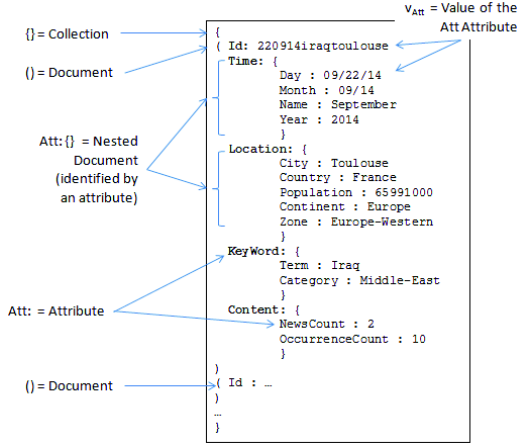 v_Att = Value of the
Att Attribute
{} = Collection
{
( Id: 220914iraqtoulouse
() = Document
Time: {
Day : 09/22/14
Month : 09/14
Name : September
Year : 2014
}
Att:{} = Nested
Document
(identified by
an attribute)
Location: {
City : Toulouse
Country : France
Population : 65991000
Continent : Europe
Zone : Europe-Western
}
KeyWord: {
Term : Iraq
Category : Middle-East
}
Att: = Attribute
Content: {
NewsCount : 2
OccurrenceCount : 10
}
)
() = Document
( Id : …
)
…
}